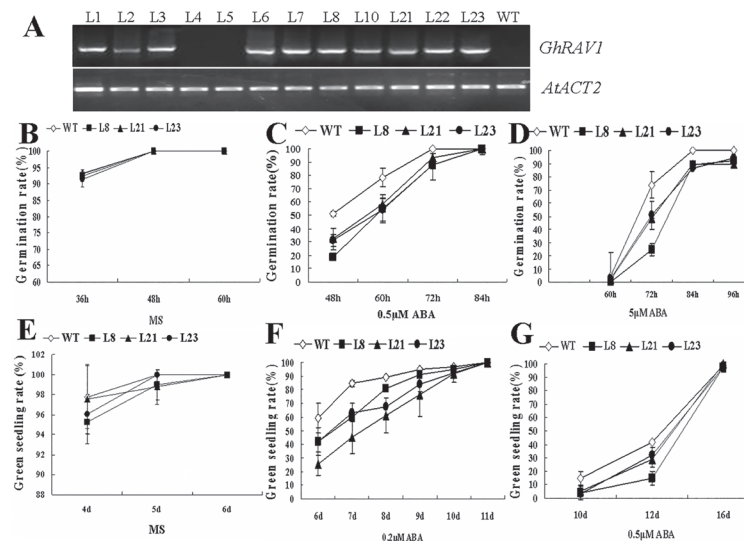 A
L1 L2 L3 L4 L5 L6 L7 L8 L10 L21 L22 L23 WT
GhRAV1
AtACT2
B
WT L8 L21 L23
Germination rate(%)
100
95
90
85
80
75
70
65
60
36h 48h 60h
MS
C
WT L8 L21 L23
Germination rate(%)
100
90
80
70
60
50
40
30
20
10
0
48h 60h 72h 84h
0.5μM ABA
D
WT L8 L21 L23
Germination rate(%)
100
90
80
70
60
50
40
30
20
10
0
60h 72h 84h 96h
5μM ABA
E
WT L8 L21 L23
Green seedling rate(%)
102
100
98
96
94
92
90
88
4d 5d 6d
MS
F
WT L8 L21 L23
Green seedling rate(%)
100
90
80
70
60
50
40
30
20
10
0
6d 7d 8d 9d 10d 11d
0.2μM ABA
G
WT L8 L21 L23
Green seedling rate(%)
100
90
80
70
60
50
40
30
20
10
0
10d 12d 16d
0.5μM ABA